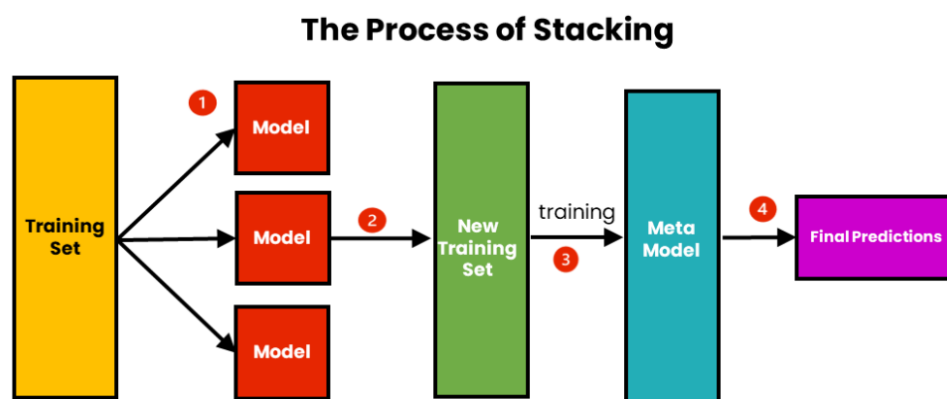 The Process of Stacking
1
Model
Training
Set
Model
2
New
Training
Set
training
3
Meta
Model
4
Final Predictions
Model